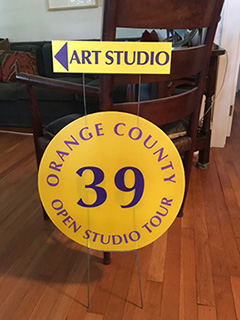 ART STUDIO
ORANGE COUNTY
39
OPEN STUDIO TOUR